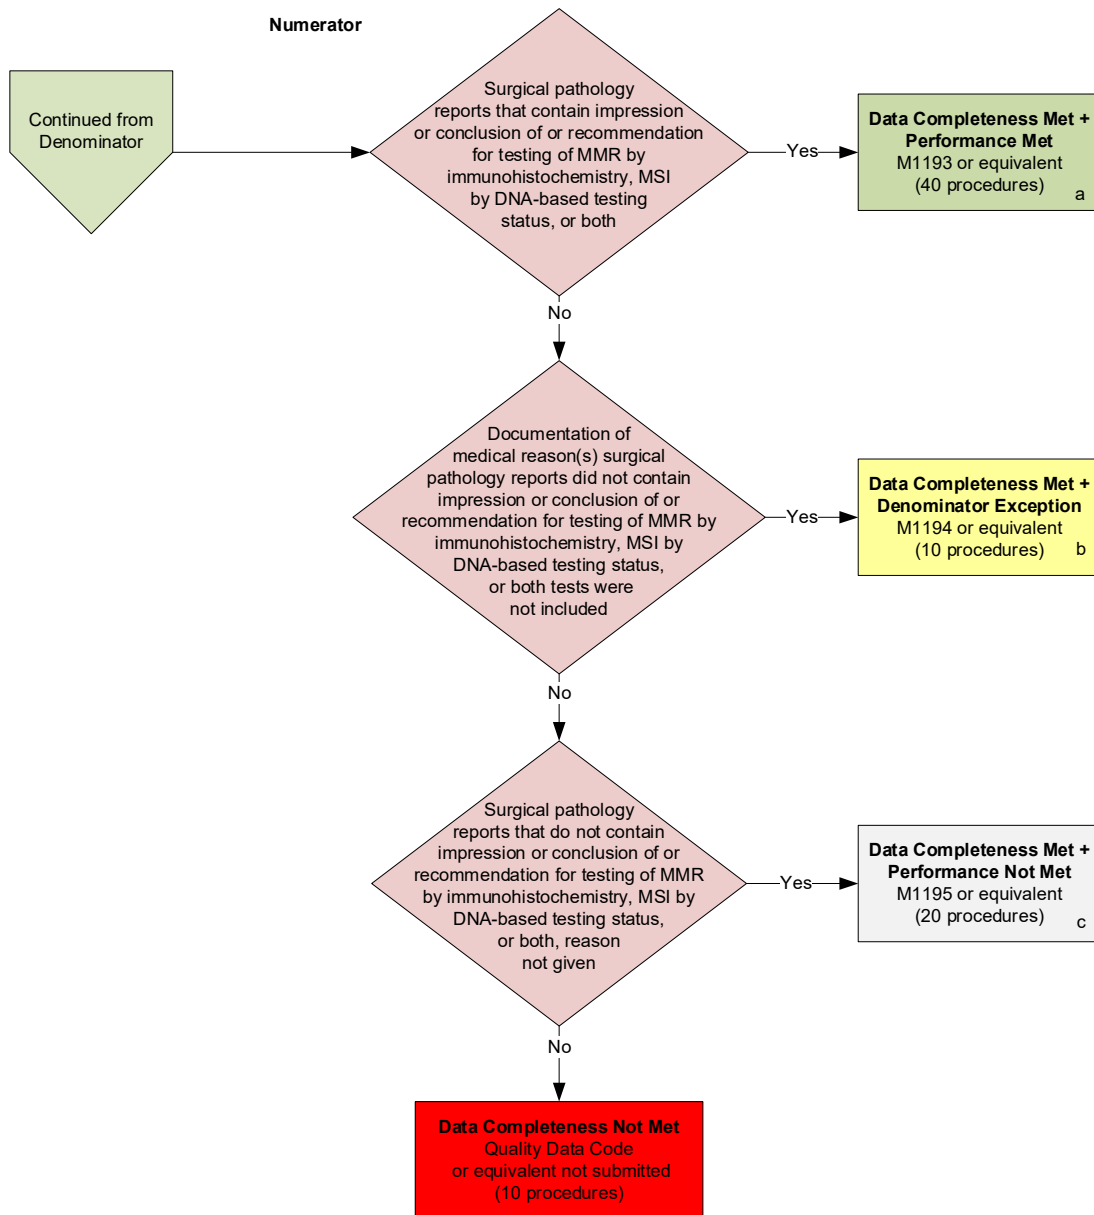 Numerator
Continued from
Denominator
Surgical pathology
reports that contain impression
or conclusion of or recommendation
for testing of MMR by
immunohistochemistry, MSI
by DNA-based testing
status, or both
Yes
Data Completeness Met +
Performance Met
M1193 or equivalent
(40 procedures)
a
No
Documentation of
medical reason(s) surgical
pathology reports did not contain
impression or conclusion of or
recommendation for testing of MMR by
immunohistochemistry, MSI by
DNA-based testing status,
or both tests were
not included
Yes
Data Completeness Met +
Denominator Exception
M1194 or equivalent
(10 procedures)
b
No
Surgical pathology
reports that do not contain
impression or conclusion of or
recommendation for testing of MMR
by immunohistochemistry, MSI by
DNA-based testing status,
or both, reason
not given
Yes
Data Completeness Met +
Performance Not Met
M1195 or equivalent
(20 procedures)
c
No
Data Completeness Not Met
Quality Data Code
or equivalent not submitted
(10 procedures)